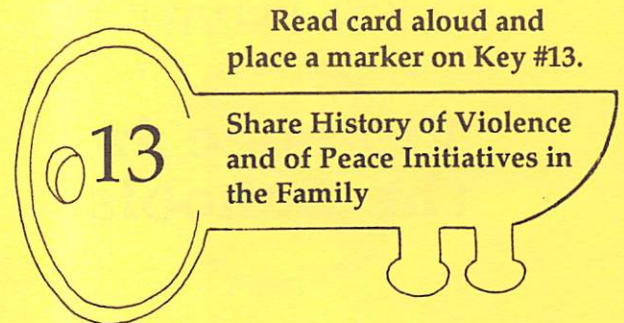 Read card aloud and
place a marker on Key #13.
13
Share History of Violence
and of Peace Initiatives in
the Family